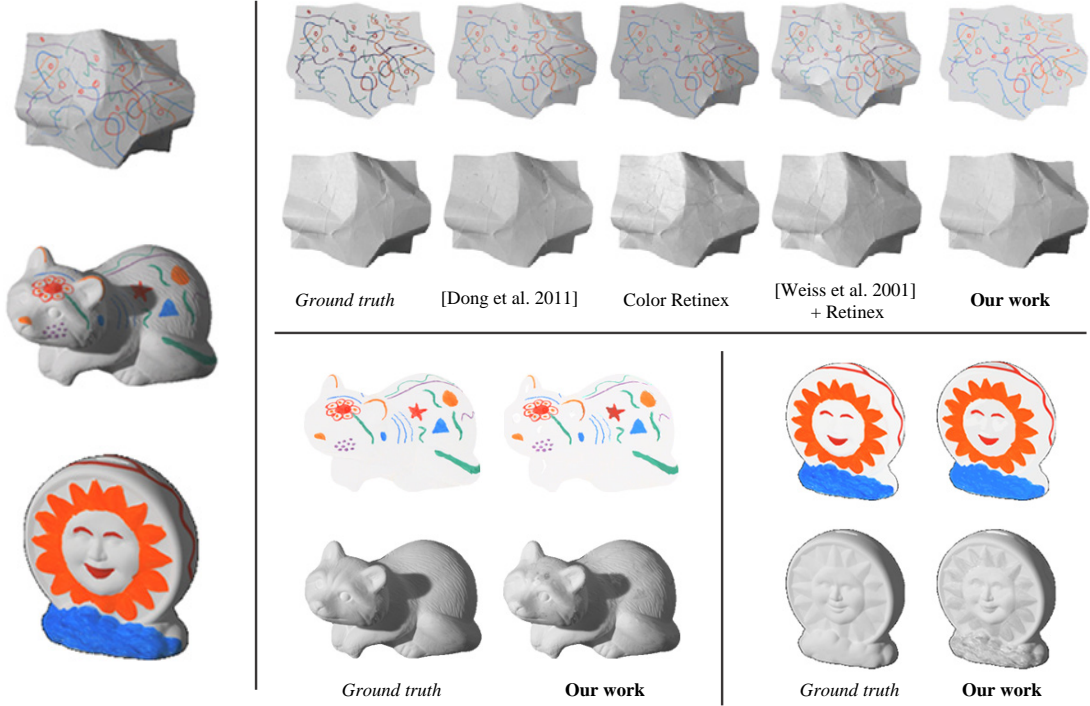 Ground truth
[Dong et al. 2011]
Color Retinex
[Weiss et al. 2001]
+ Retinex
Our work
Ground truth
Our work
Ground truth
Our work